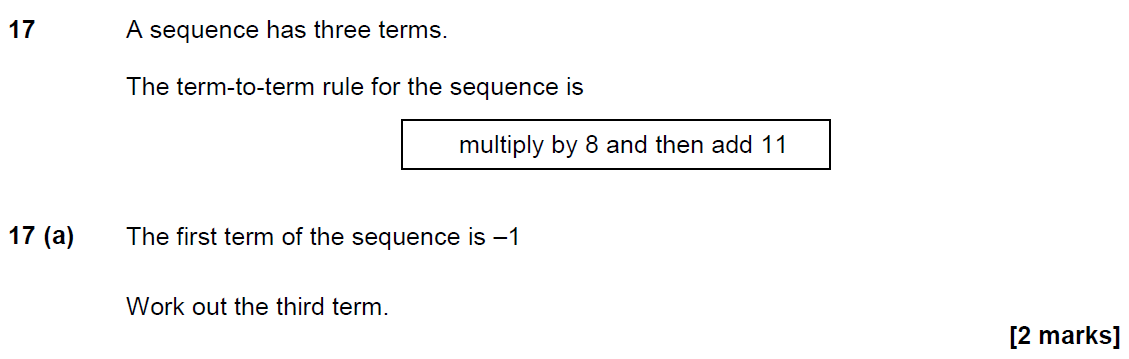 17 A sequence has three terms.
The term-to-term rule for the sequence is
multiply by 8 and then add 11
17 (a) The first term of the sequence is –1
Work out the third term.
[2 marks]